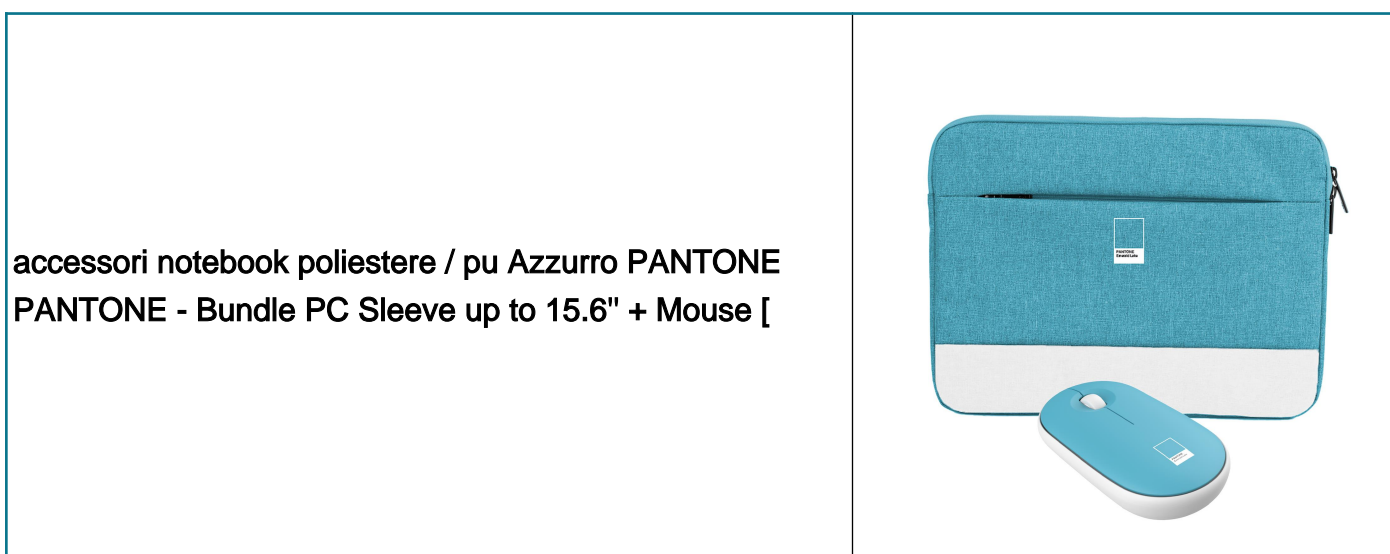 accessori notebook poliestere / pu Azzurro PANTONE
PANTONE - Bundle PC Sleeve up to 15.6" + Mouse [
PANTONE